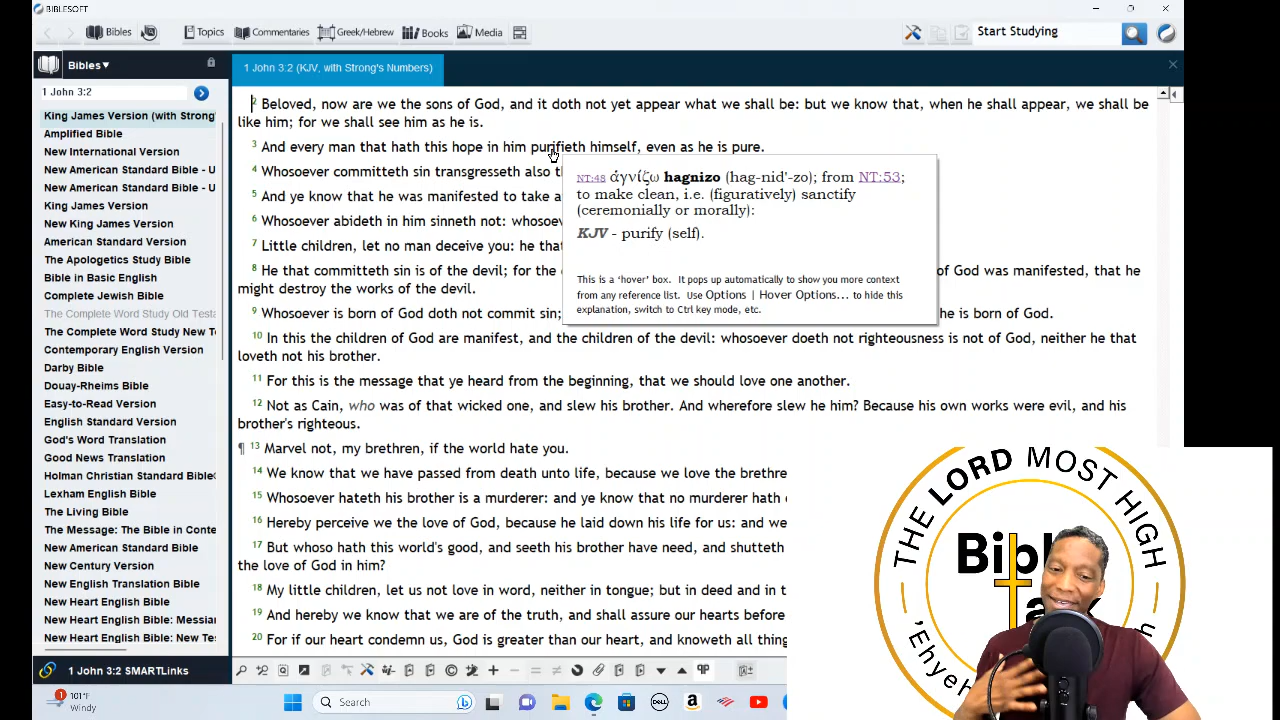 BIBLESOFT
Bibles
Topics
Commentaries
Greek/Hebrew
Books
Media
Start Studying
Bibles▾
1 John 3:2 (KJV, with Strong's Numbers)
1 John 3:2
King James Version (with Strong'
Amplified Bible
New International Version
New American Standard Bible - U
New American Standard Bible - U
King James Version
New King James Version
American Standard Version
The Apologetics Study Bible
Bible in Basic English
Complete Jewish Bible
The Complete Word Study Old Testa
The Complete Word Study New T
Contemporary English Version
Darby Bible
Douay-Rheims Bible
Easy-to-Read Version
English Standard Version
God's Word Translation
Good News Translation
Holman Christian Standard Bible
Lexham English Bible
The Living Bible
The Message: The Bible in Conte
New American Standard Bible
New Century Version
New English Translation Bible
New Heart English Bible
New Heart English Bible: Messia
New Heart English Bible: New Te
1 John 3:2 SMARTLinks
2 Beloved, now are we the sons of God, and it doth not yet appear what we shall be: but we know that, when he shall appear, we shall be
like him; for we shall see him as he is.
3 And every man that hath this hope in him purifieth himself, even as he is pure.
4 Whosoever committeth sin transgresseth also t
5 And ye know that he was manifested to take a
6 Whosoever abideth in him sinneth not: whosoe
7 Little children, let no man deceive you: he tha
8 He that committeth sin is of the devil; for the of God was manifested, that he
might destroy the works of the devil.
9 Whosoever is born of God doth not commit sin; he is born of God.
10 In this the children of God are manifest, and the children of the devil: whosoever doeth not righteousness is not of God, neither he that
loveth not his brother.
11 For this is the message that ye heard from the beginning, that we should love one another.
12 Not as Cain, who was of that wicked one, and slew his brother. And wherefore slew he him? Because his own works were evil, and his
brother's righteous.
¶ 13 Marvel not, my brethren, if the world hate you.
14 We know that we have passed from death unto life, because we love the brethre
15 Whosoever hateth his brother is a murderer: and ye know that no murderer hath
16 Hereby perceive we the love of God, because he laid down his life for us: and we
17 But whoso hath this world's good, and seeth his brother have need, and shutteth
the love of God in him?
18 My little children, let us not love in word, neither in tongue; but in deed and in t
19 And hereby we know that we are of the truth, and shall assure our hearts before
20 For if our heart condemn us, God is greater than our heart, and knoweth all thing
NT:48 ἁγνίζω hagnizo (hag-nid'-zo); from NT:53;
to make clean, i.e. (figuratively) sanctify
(ceremonially or morally):
KJV - purify (self).
This is a ‘hover’ box. It pops up automatically to show you more context
from any reference list. Use Options | Hover Options... to hide this
explanation, switch to Ctrl key mode, etc.
THE LORD MOST HIGH
'Ehyeh
1
101°F
Windy
Search
DELL